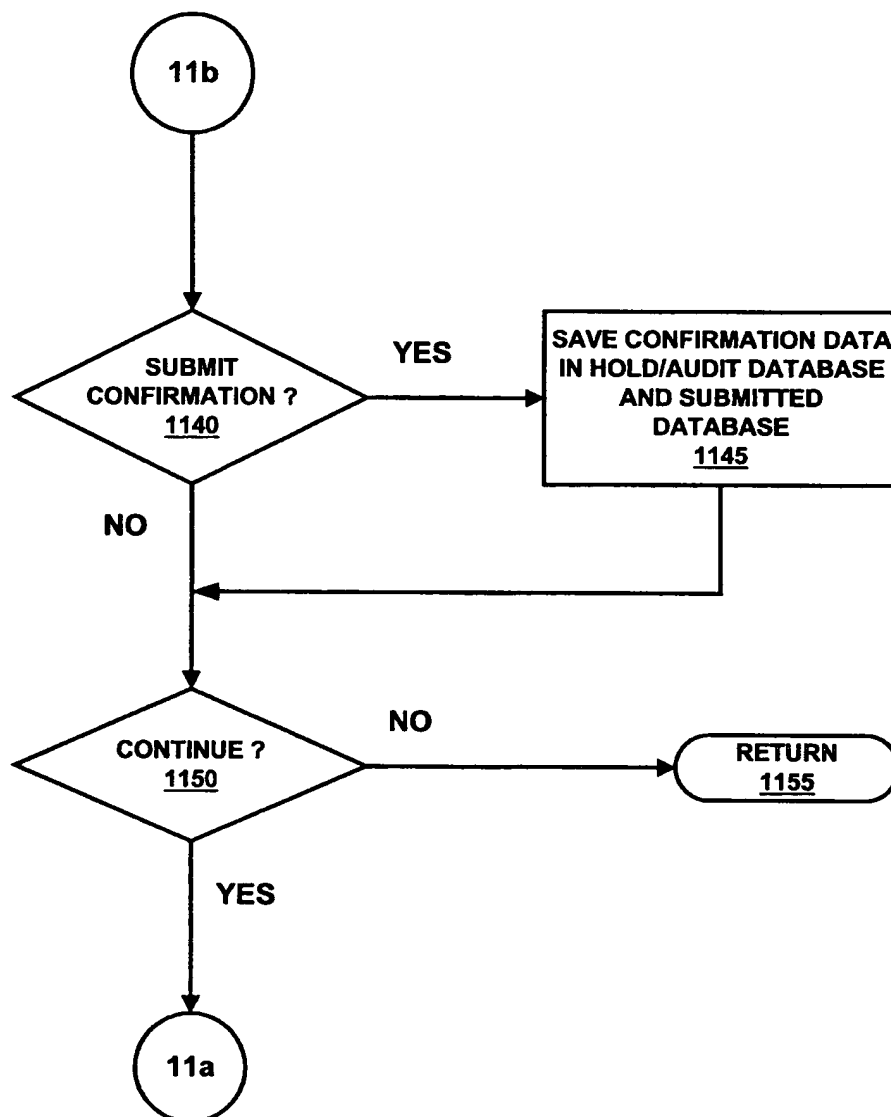 11b
SUBMIT
CONFIRMATION ?
1140
YES
SAVE CONFIRMATION DATA
IN HOLD/AUDIT DATABASE
AND SUBMITTED
DATABASE
1145
NO
CONTINUE ?
1150
NO
RETURN
1155
YES
11a